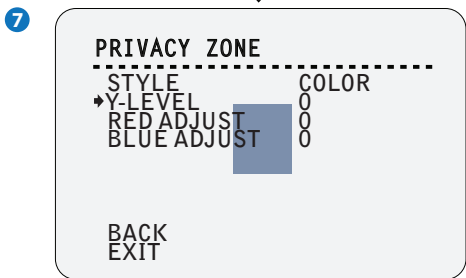 7
PRIVACY ZONE
STYLE COLOR
Y-LEVEL 0
RED ADJUST 0
BLUE ADJUST 0
BACK
EXIT